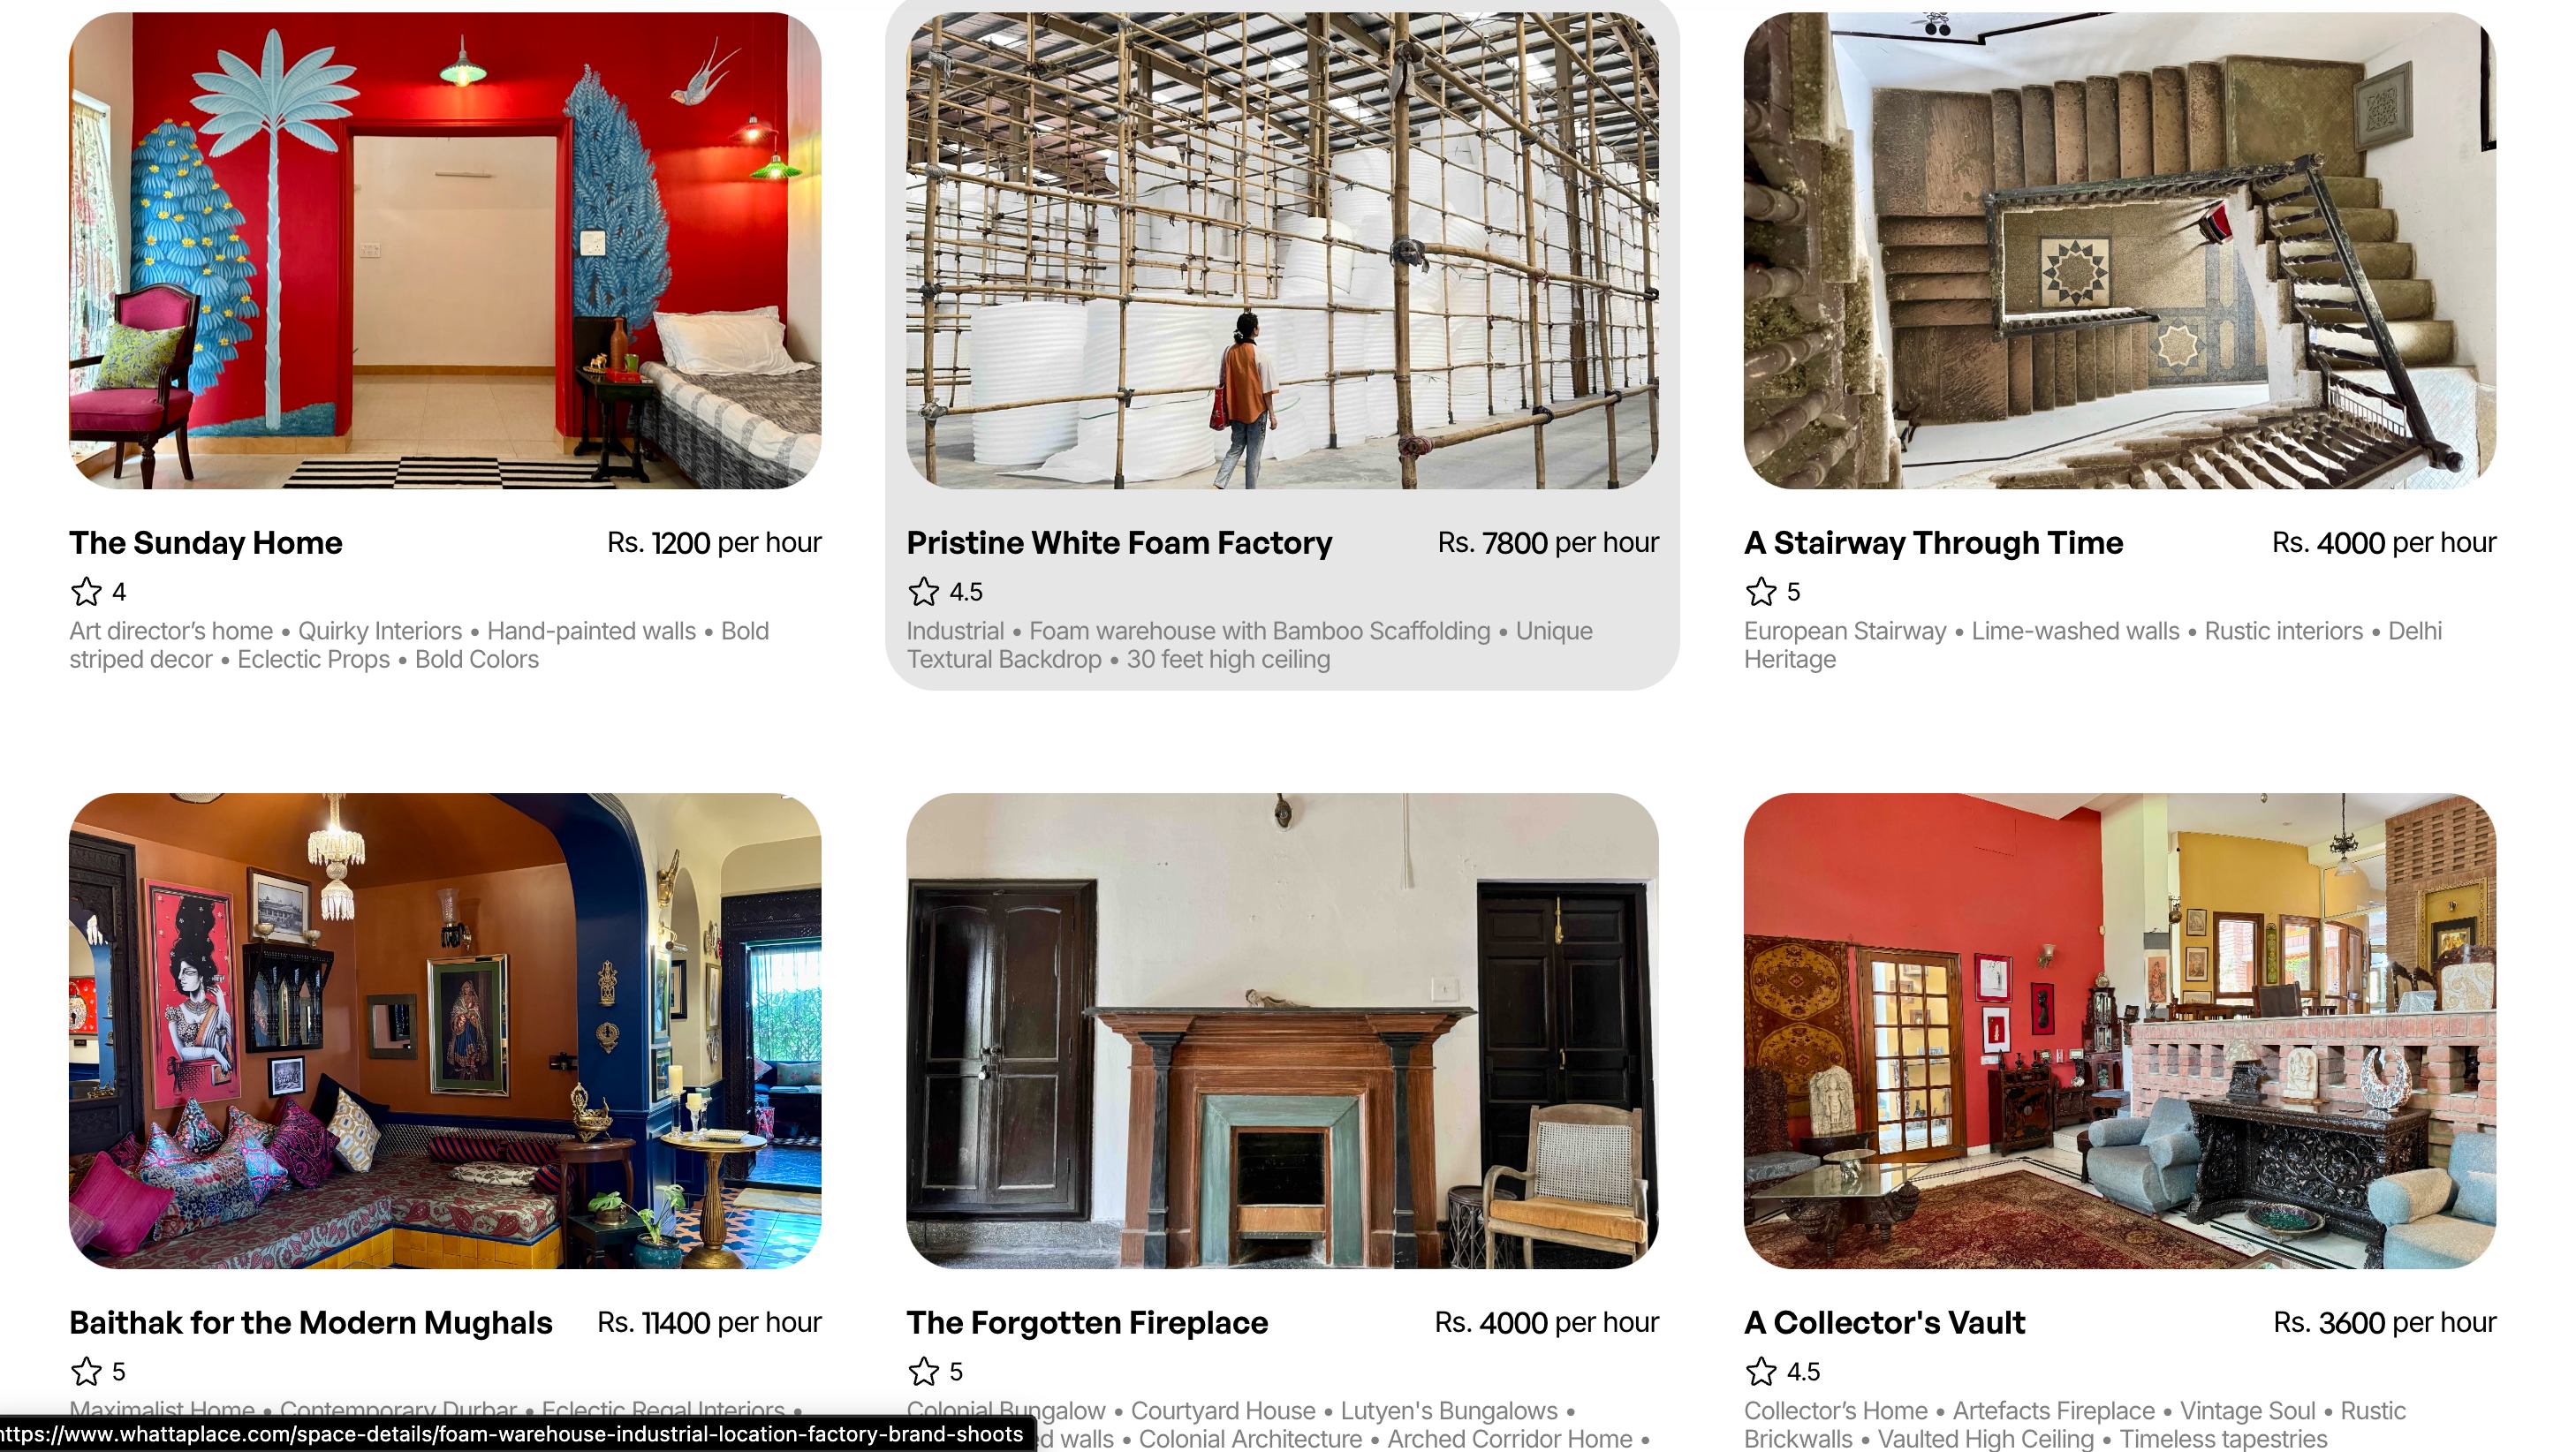 The Sunday Home
Rs. 1200 per hour
4
Art director’s home • Quirky Interiors • Hand-painted walls • Bold
striped decor • Eclectic Props • Bold Colors
Pristine White Foam Factory
Rs. 7800 per hour
4.5
Industrial • Foam warehouse with Bamboo Scaffolding • Unique
Textural Backdrop • 30 feet high ceiling
A Stairway Through Time
Rs. 4000 per hour
5
European Stairway • Lime-washed walls • Rustic interiors • Delhi
Heritage
Baithak for the Modern Mughals
Rs. 11400 per hour
5
Maximalist Home • Contemporary Durbar • Eclectic Regal Interiors •
The Forgotten Fireplace
Rs. 4000 per hour
5
Colonial Bungalow • Courtyard House • Lutyen's Bungalows •
walls • Colonial Architecture • Arched Corridor Home •
A Collector's Vault
Rs. 3600 per hour
4.5
Collector’s Home • Artefacts Fireplace • Vintage Soul • Rustic
Brickwalls • Vaulted High Ceiling • Timeless tapestries
https://www.whattaplace.com/space-details/foam-warehouse-industrial-location-factory-brand-shoots